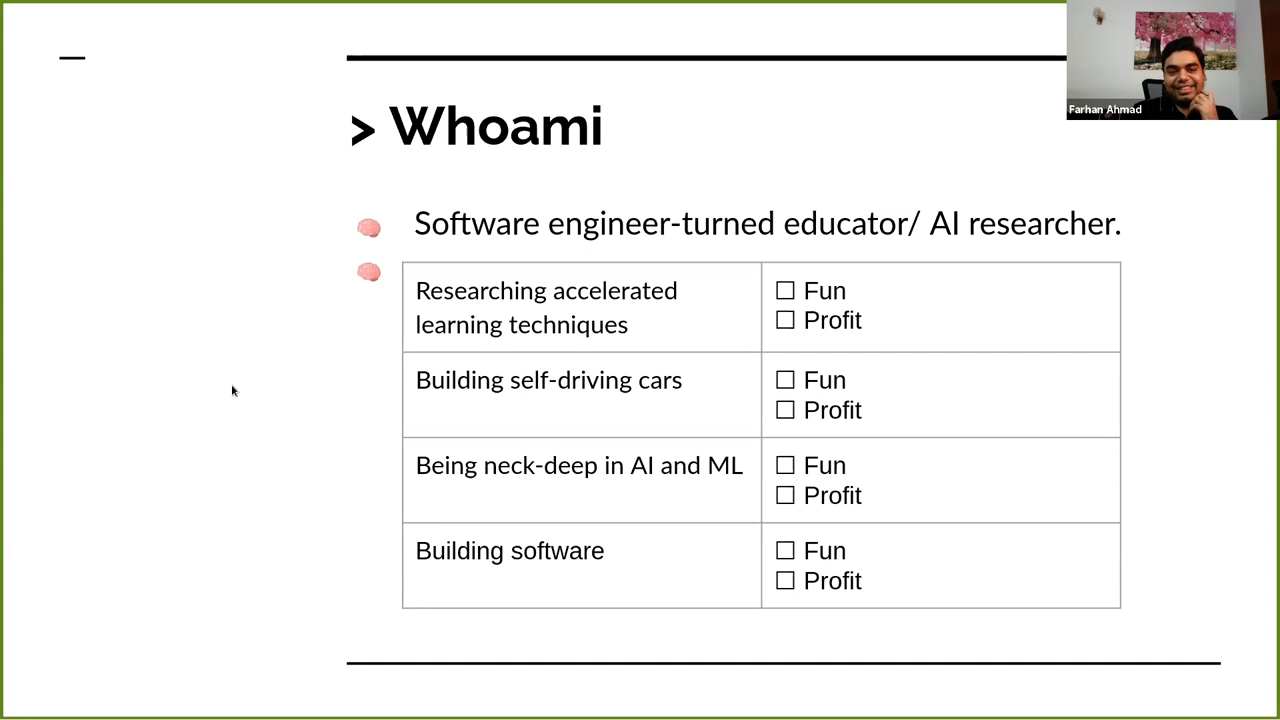 Farhan Ahmad
> Whoami
Software engineer-turned educator/ AI researcher.
Researching accelerated
learning techniques
☐ Fun
☐ Profit
Building self-driving cars
☐ Fun
☐ Profit
Being neck-deep in AI and ML
☐ Fun
☐ Profit
Building software
☐ Fun
☐ Profit